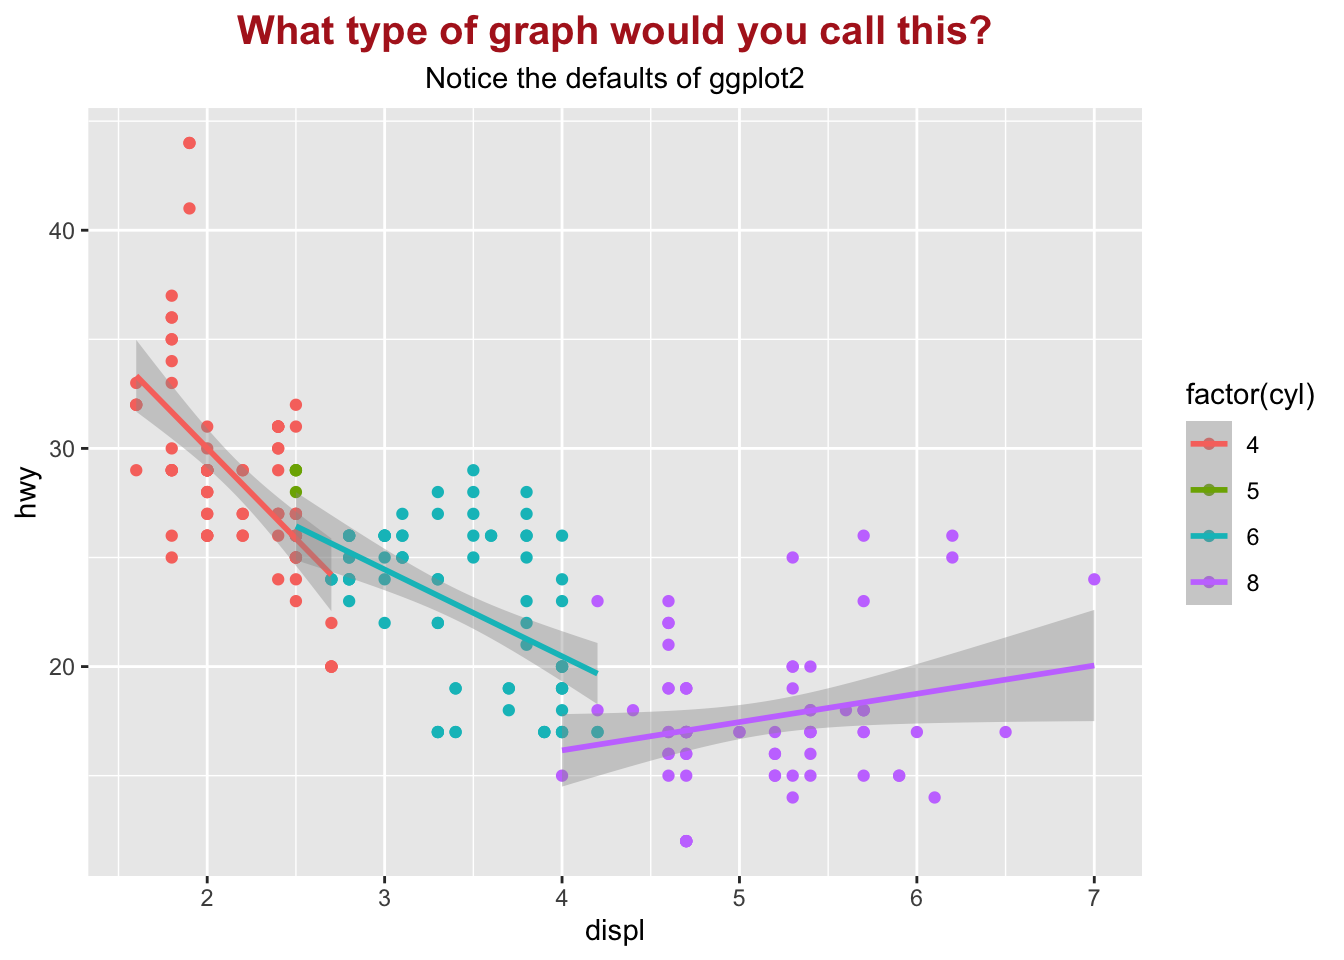 What type of graph would you call this?
Notice the defaults of ggplot2
40
30
20
hwy
2 3 4 5 6 7
displ
factor(cyl)
4
5
6
8